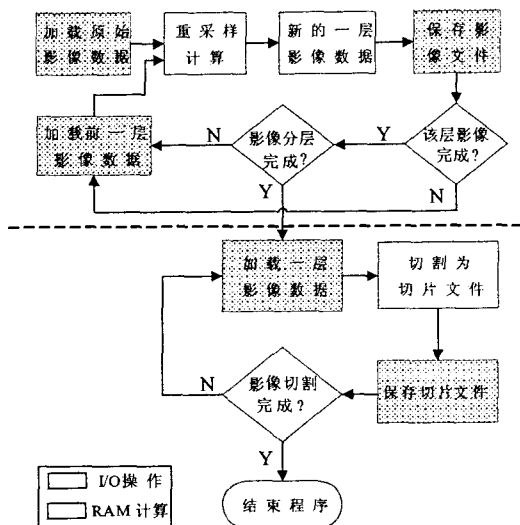 加载原始
影像数据
重采样
计算
新的一层
影像数据
保存影
像文件
加载前一层
影像数据
N
影像分层
完成?
Y
该层影像
完成?
Y
N
加载一层
影像数据
切割为
切片文件
N
影像切割
完成?
保存切片文件
Y
结束程序
I/O操作
RAM计算